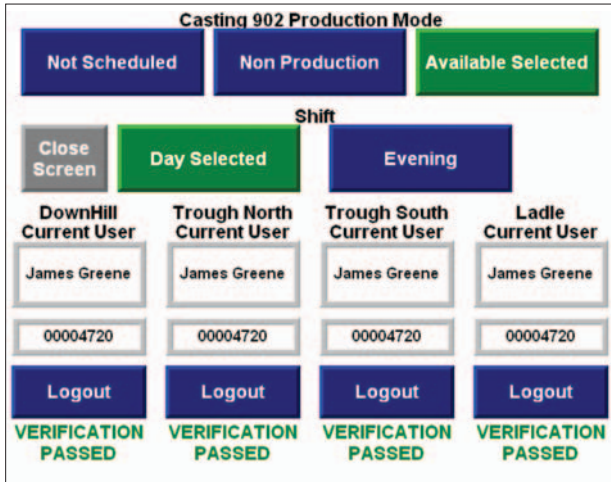 Casting 902 Production Mode
Not Scheduled
Non Production
Available Selected
Shift
Close
Screen
Day Selected
Evening
DownHill
Current User
Trough North
Current User
Trough South
Current User
Ladle
Current User
James Greene
James Greene
James Greene
James Greene
00004720
00004720
00004720
00004720
Logout
Logout
Logout
Logout
VERIFICATION
PASSED
VERIFICATION
PASSED
VERIFICATION
PASSED
VERIFICATION
PASSED